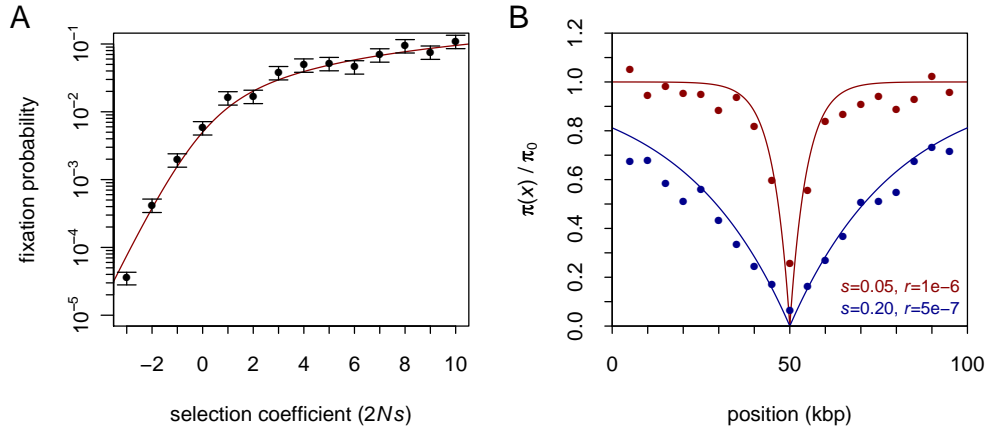 A
fixation probability
10⁻¹
10⁻²
10⁻³
10⁻⁴
10⁻⁵
−2 0 2 4 6 8 10
selection coefficient (2Ns)
B
π(x) / π₀
1.2
1.0
0.8
0.6
0.4
0.2
0.0
s=0.05, r=1e−6
s=0.20, r=5e−7
0 50 100
position (kbp)